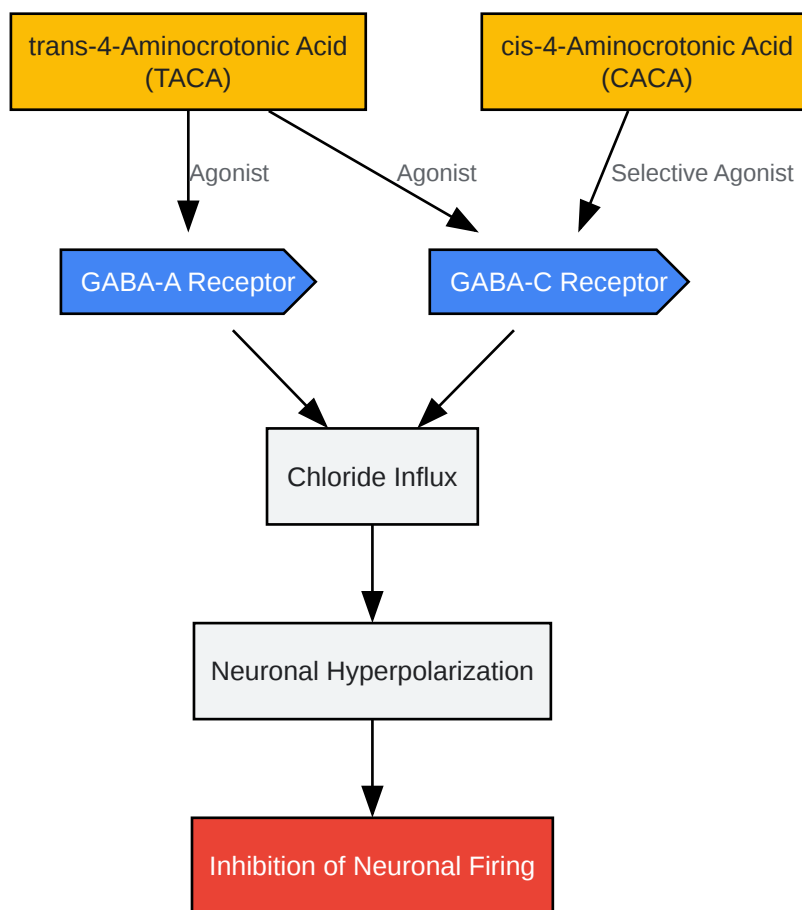 trans-4-Aminocrotonic Acid
(TACA)
cis-4-Aminocrotonic Acid
(CACA)
Agonist
Agonist
Selective Agonist
GABA-A Receptor
GABA-C Receptor
Chloride Influx
Neuronal Hyperpolarization
Inhibition of Neuronal Firing